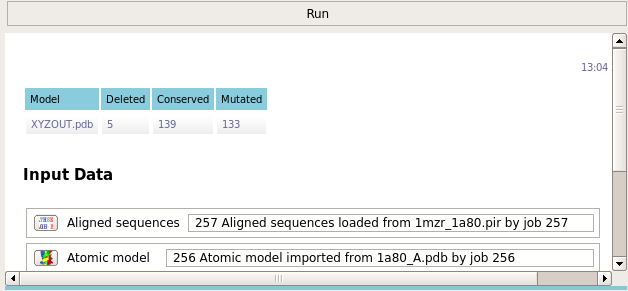 Run
13:04
Model Deleted Conserved Mutated
XYZOUT.pdb 5 139 133
Input Data
Aligned sequences 257 Aligned sequences loaded from 1mzr_1a80.pir by job 257
Atomic model 256 Atomic model imported from 1a80_A.pdb by job 256